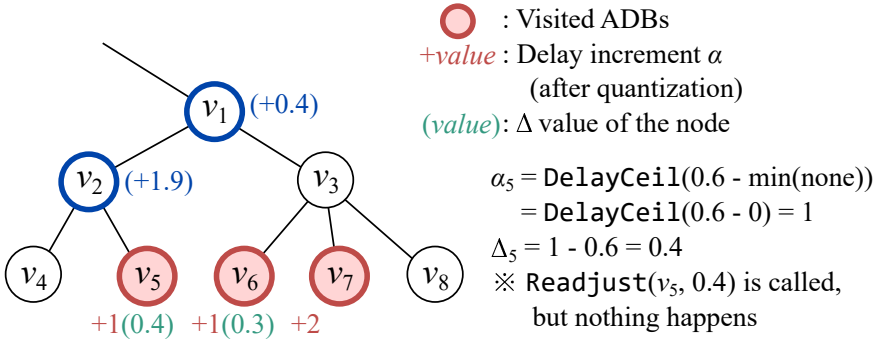 : Visited ADBs
+value : Delay increment α
(after quantization)
(value) : Δ value of the node
v1 (+0.4)
v2 (+1.9)
v3
v4
v5
v6
v7
v8
+1(0.4)
+1(0.3)
+2
α5 = DelayCeil(0.6 - min(none))
= DelayCeil(0.6 - 0) = 1
Δ5 = 1 - 0.6 = 0.4
※ Readjust(v5, 0.4) is called,
but nothing happens